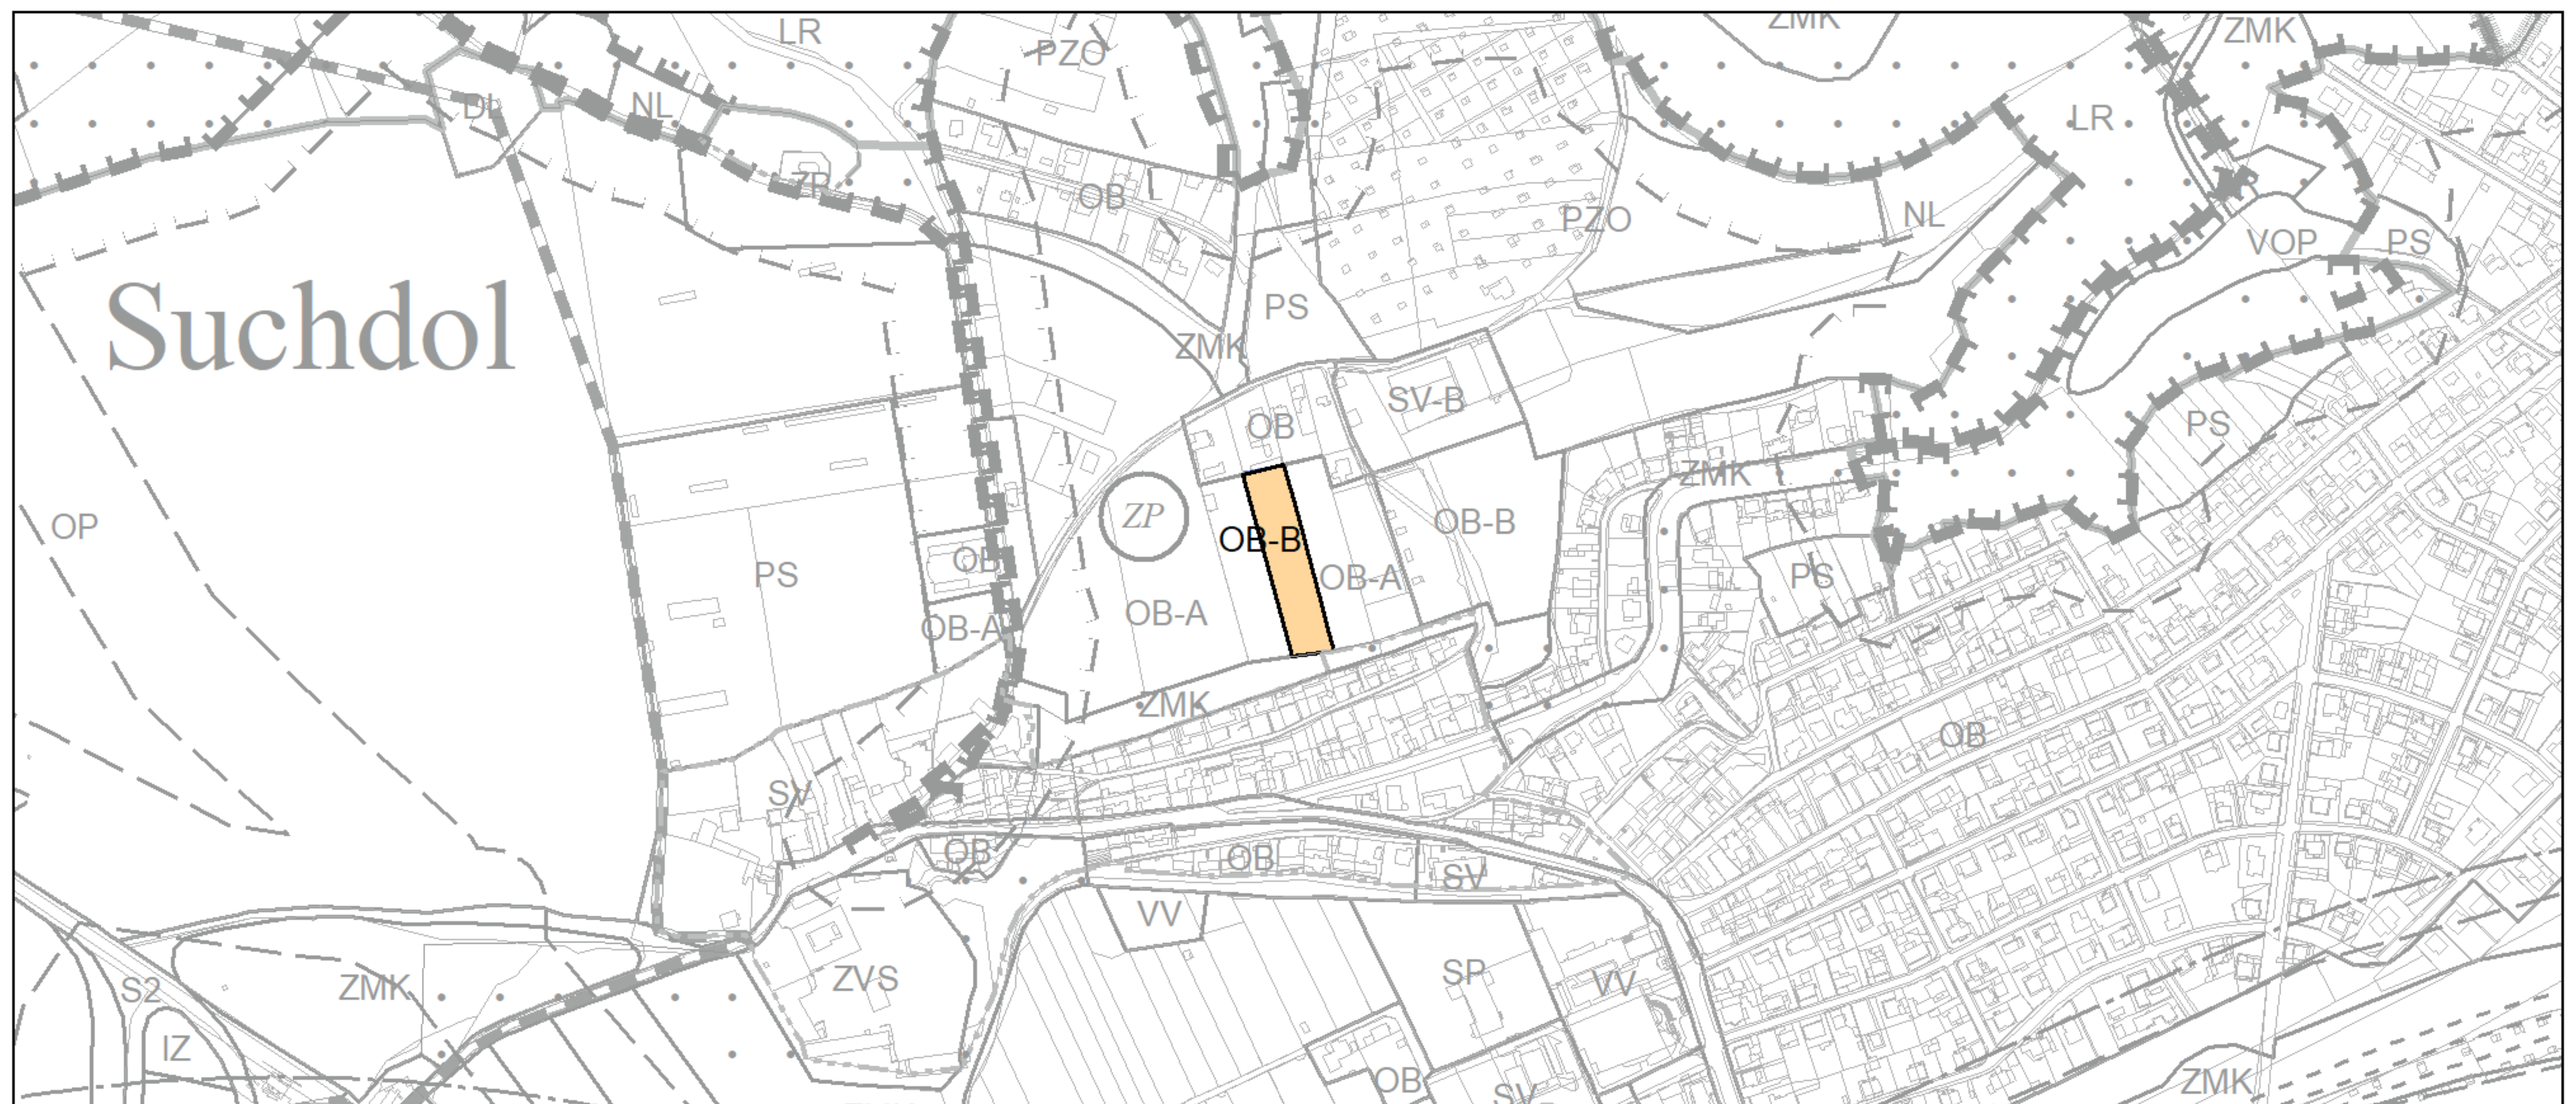 LR
ZMK
ZMK
PZO
DL
NL
LR
ZP
OB
PZO
NL
VOP
PS
Suchdol
PS
ZMK
SV-B
OB
PS
ZMK
ZP
OB-B
OP
OB-B
OB
PS
OB-A
PS
OB-A
OB-A
ZMK
OB
SV
OB
OB
SV
VV
ZVS
SP
VV
S2
ZMK
IZ
OB
SV
ZMK